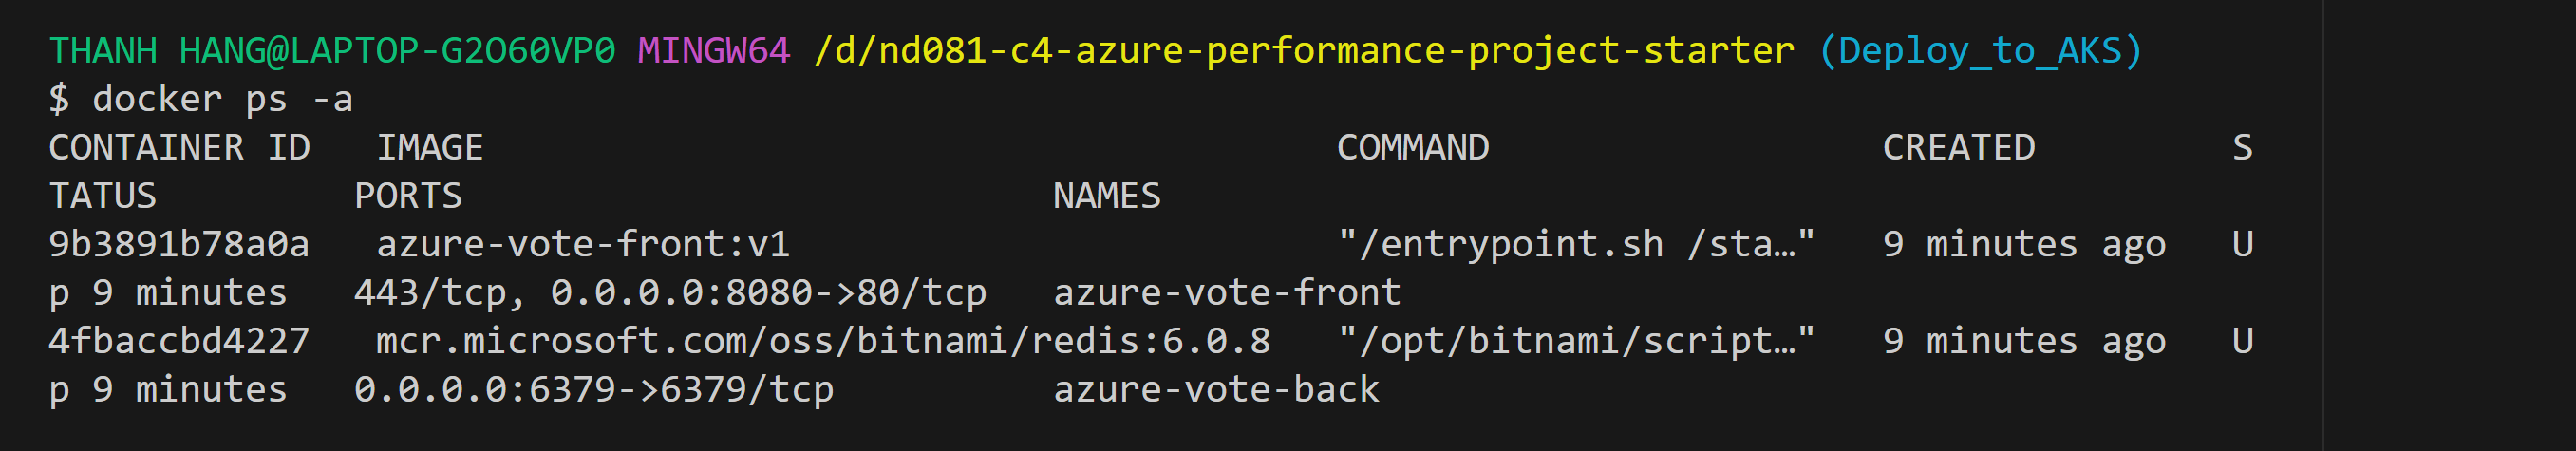 THANH HANG@LAPTOP-G2O60VP0 MINGW64 /d/nd081-c4-azure-performance-project-starter (Deploy_to_AKS)
$ docker ps -a
CONTAINER ID   IMAGE                                       COMMAND                  CREATED         S
TATUS         PORTS                           NAMES
9b3891b78a0a   azure-vote-front:v1                         "/entrypoint.sh /sta…"   9 minutes ago   U
p 9 minutes   443/tcp, 0.0.0.0:8080->80/tcp   azure-vote-front
4fbaccbd4227   mcr.microsoft.com/oss/bitnami/redis:6.0.8   "/opt/bitnami/script…"   9 minutes ago   U
p 9 minutes   0.0.0.0:6379->6379/tcp          azure-vote-back